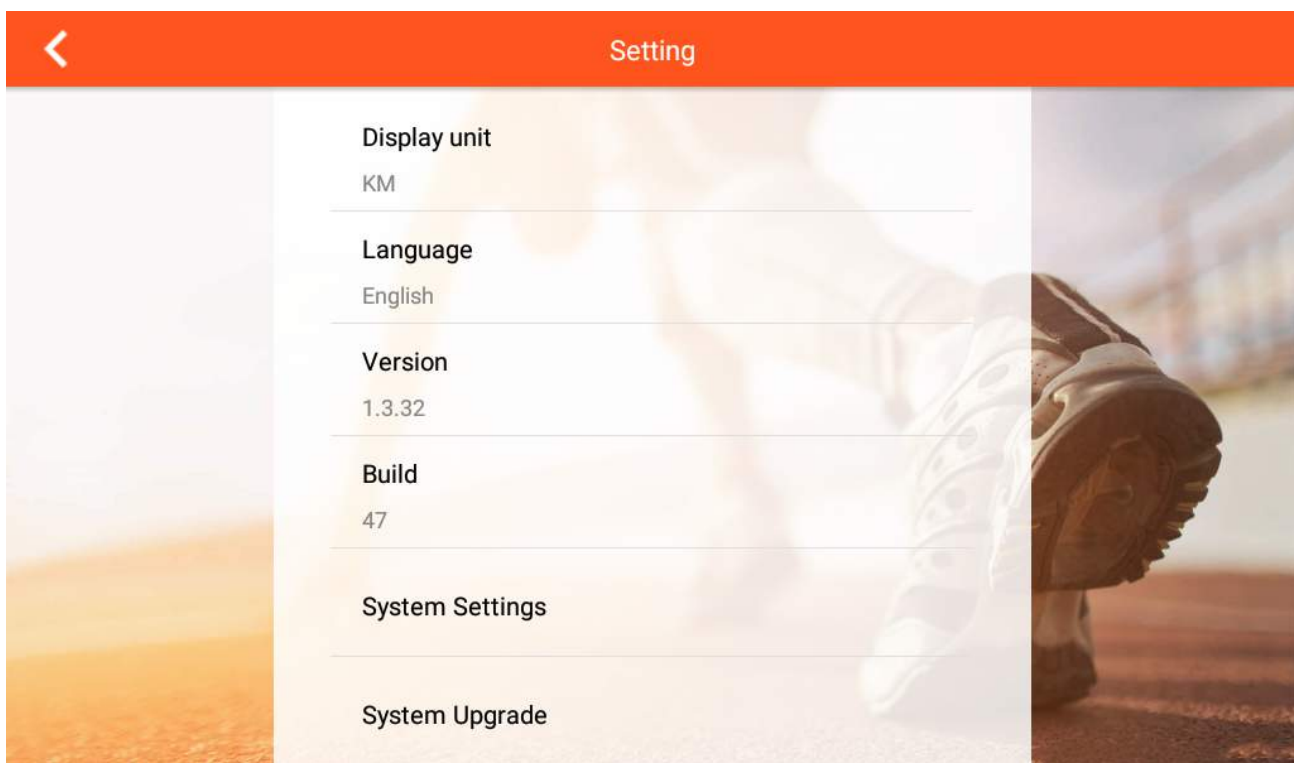 Setting
Display unit
KM
Language
English
Version
1.3.32
Build
47
System Settings
System Upgrade